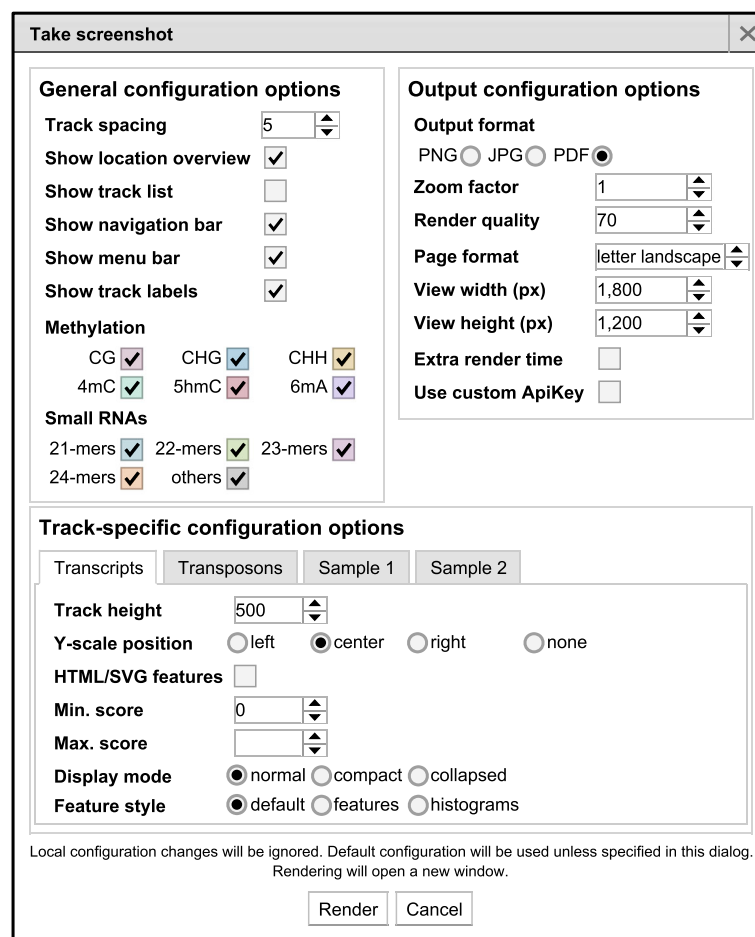 Take screenshot
General configuration options
Track spacing 5
Show location overview
Show track list
Show navigation bar
Show menu bar
Show track labels
Methylation
CG CHG CHH
4mC 5hmC 6mA
Small RNAs
21-mers 22-mers 23-mers
24-mers others
Output configuration options
Output format
PNG JPG PDF
Zoom factor 1
Render quality 70
Page format letter landscape
View width (px) 1,800
View height (px) 1,200
Extra render time
Use custom ApiKey
Track-specific configuration options
Transcripts Transposons Sample 1 Sample 2
Track height 500
Y-scale position left center right none
HTML/SVG features
Min. score 0
Max. score
Display mode normal compact collapsed
Feature style default features histograms
Local configuration changes will be ignored. Default configuration will be used unless specified in this dialog.
Rendering will open a new window.
Render Cancel